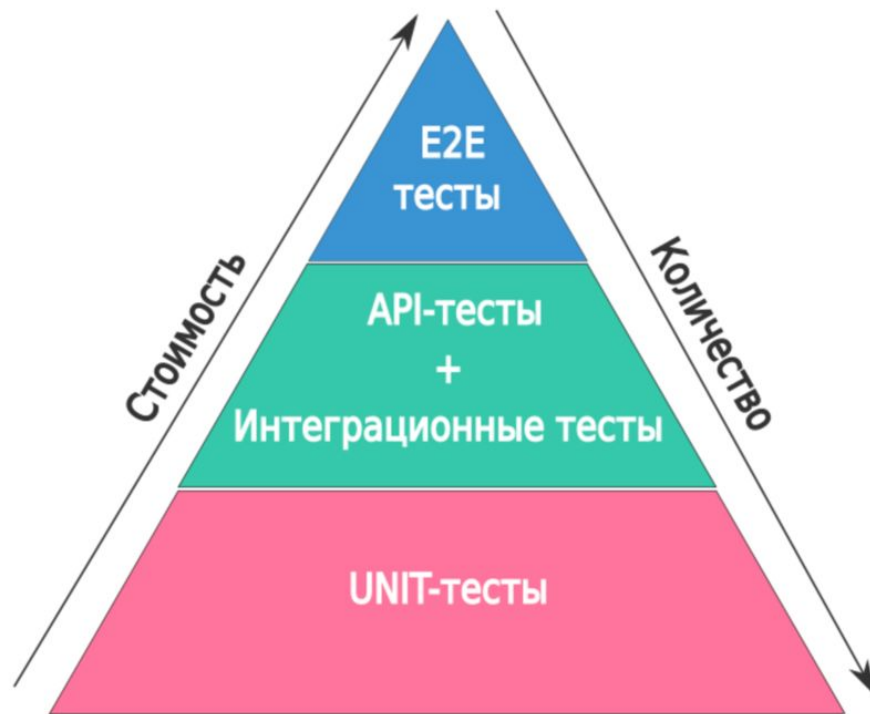 E2E
тесты
Стоимость
Количество
API-тесты
+
Интеграционные тесты
UNIT-тесты